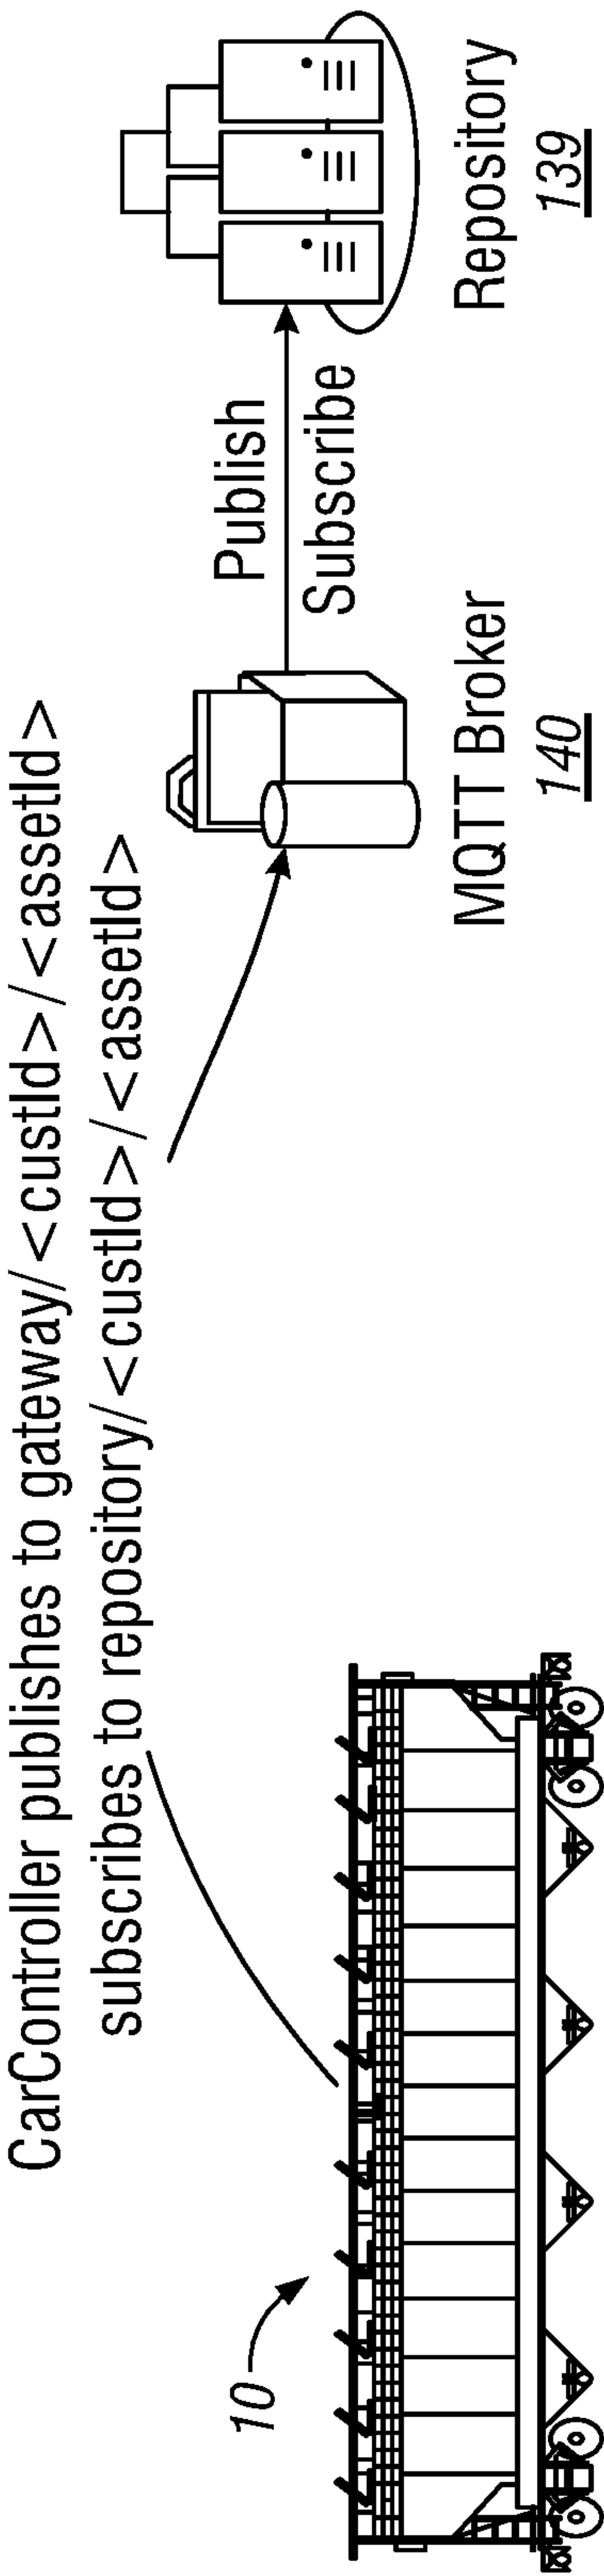 CarController publishes to gateway/<custId>/<assetId>
subscribes to repository/<custId>/<assetId>
10
Publish
Subscribe
MQTT Broker
140
Repository
139